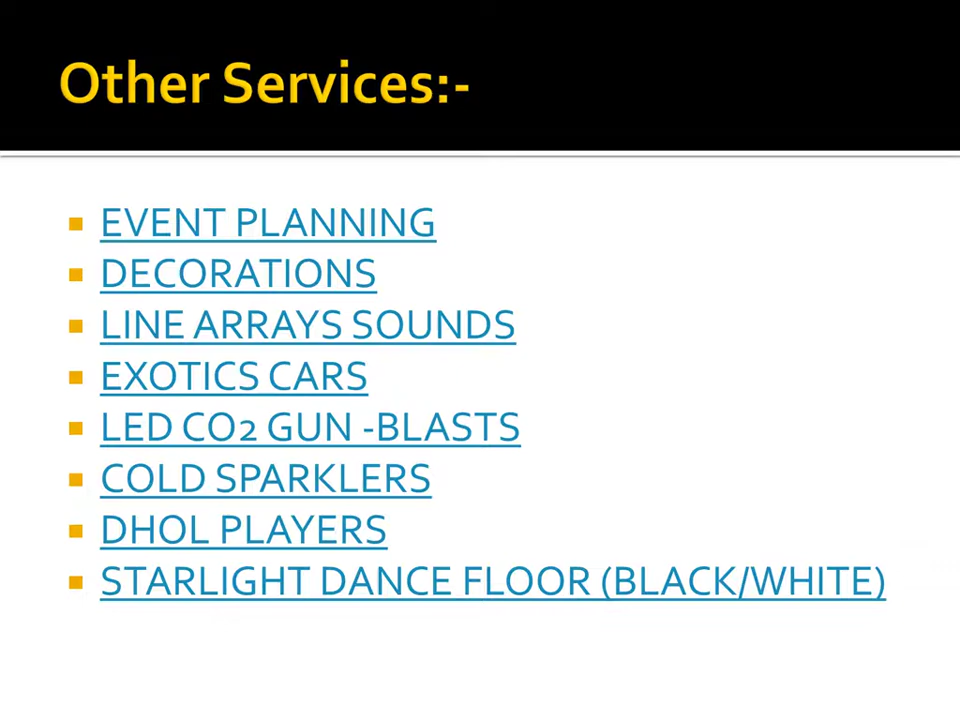 Other Services:-
EVENT PLANNING
DECORATIONS
LINE ARRAYS SOUNDS
EXOTICS CARS
LED CO2 GUN -BLASTS
COLD SPARKLERS
DHOL PLAYERS
STARLIGHT DANCE FLOOR (BLACK/WHITE)